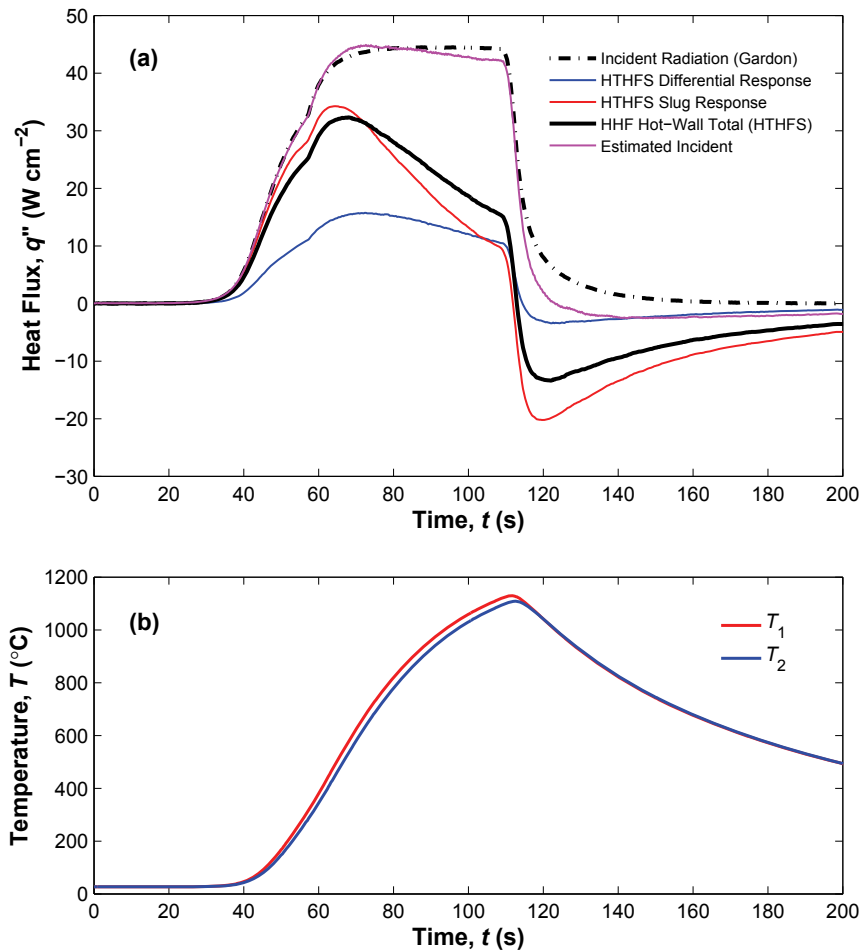 50
40
30
20
10
0
−10
−20
−30
Heat Flux, q" (W cm⁻²)
(a)
Incident Radiation (Gardon)
HTHFS Differential Response
HTHFS Slug Response
HHF Hot−Wall Total (HTHFS)
Estimated Incident
0 20 40 60 80 100 120 140 160 180 200
Time, t (s)
1200
1000
800
600
400
200
0
Temperature, T (°C)
(b)
T₁
T₂
0 20 40 60 80 100 120 140 160 180 200
Time, t (s)